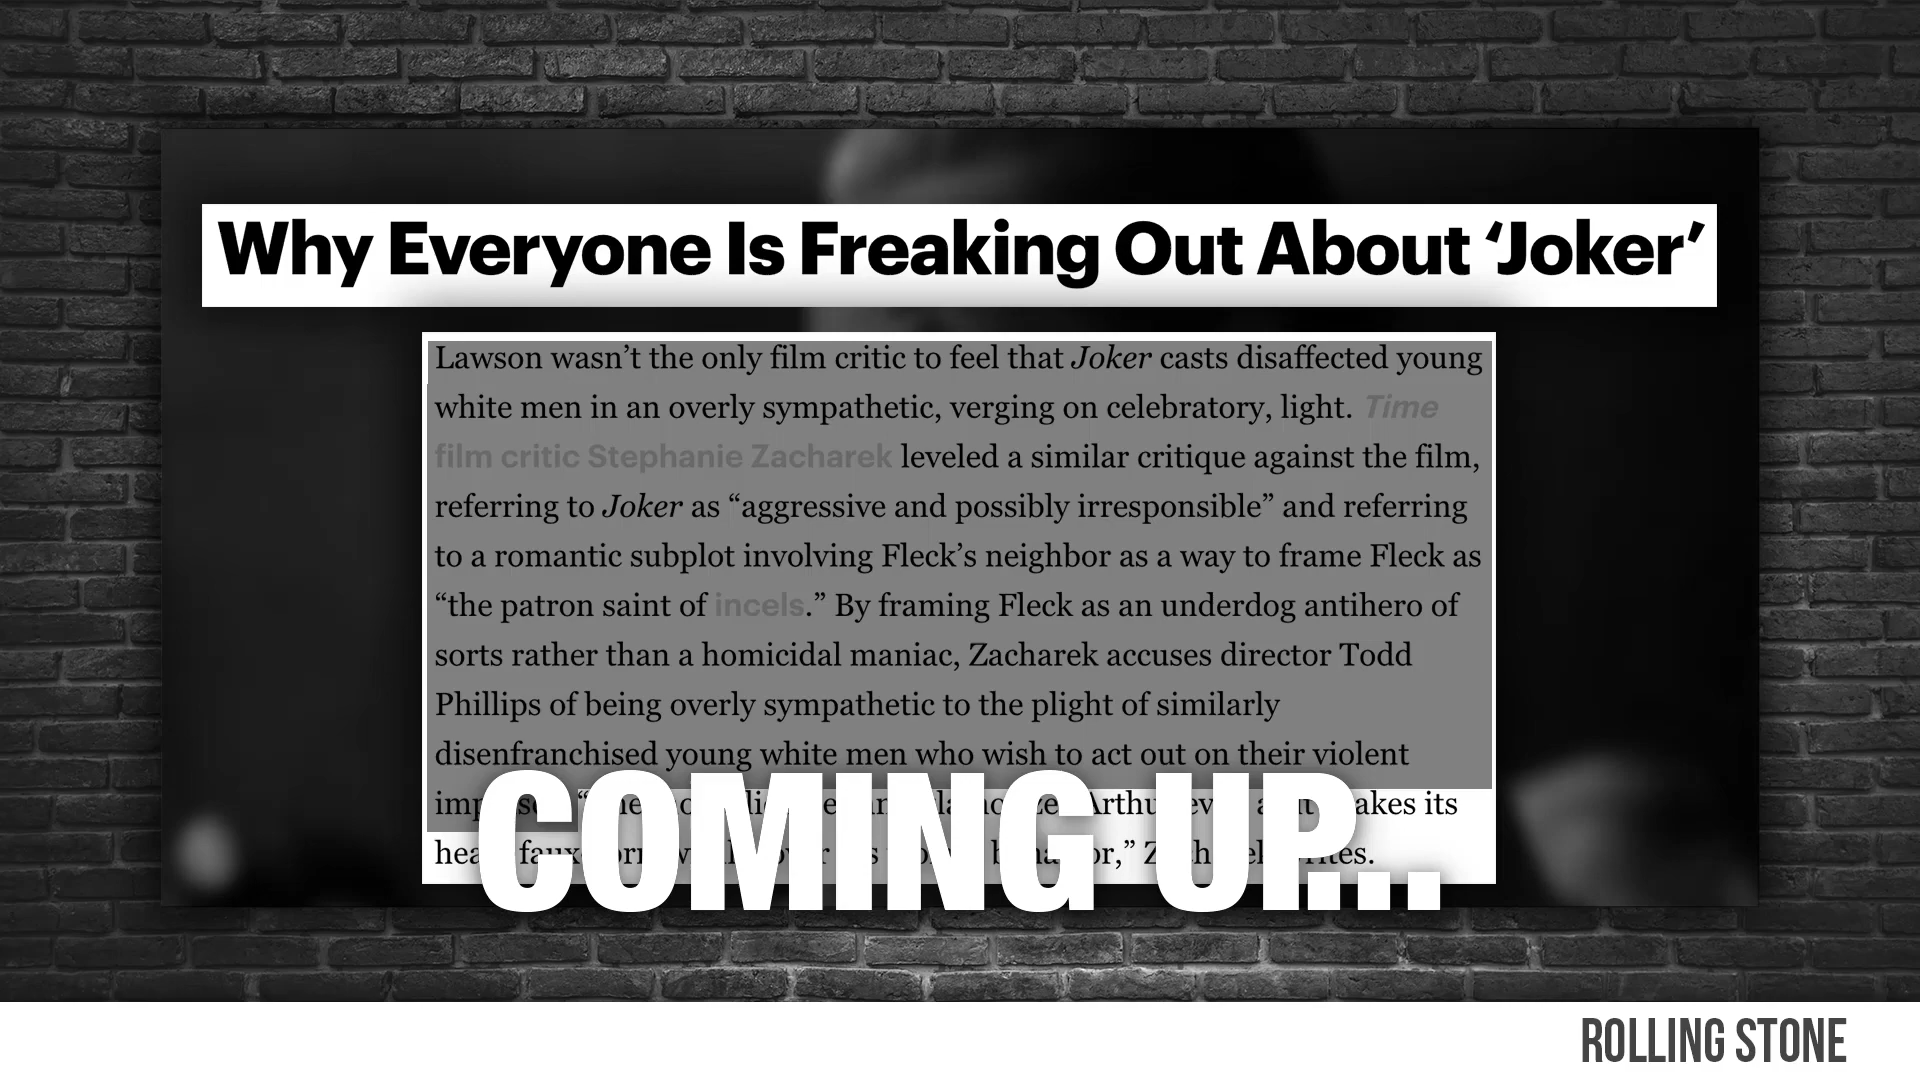 Why Everyone Is Freaking Out About ‘Joker’
Lawson wasn’t the only film critic to feel that Joker casts disaffected young
white men in an overly sympathetic, verging on celebratory, light. Time
film critic Stephanie Zacharek leveled a similar critique against the film,
referring to Joker as “aggressive and possibly irresponsible” and referring
to a romantic subplot involving Fleck’s neighbor as a way to frame Fleck as
“the patron saint of incels.” By framing Fleck as an underdog antihero of
sorts rather than a homicidal maniac, Zacharek accuses director Todd
Phillips of being overly sympathetic to the plight of similarly
disenfranchised young white men who wish to act out on their violent
its
COMING UP...
ROLLING STONE